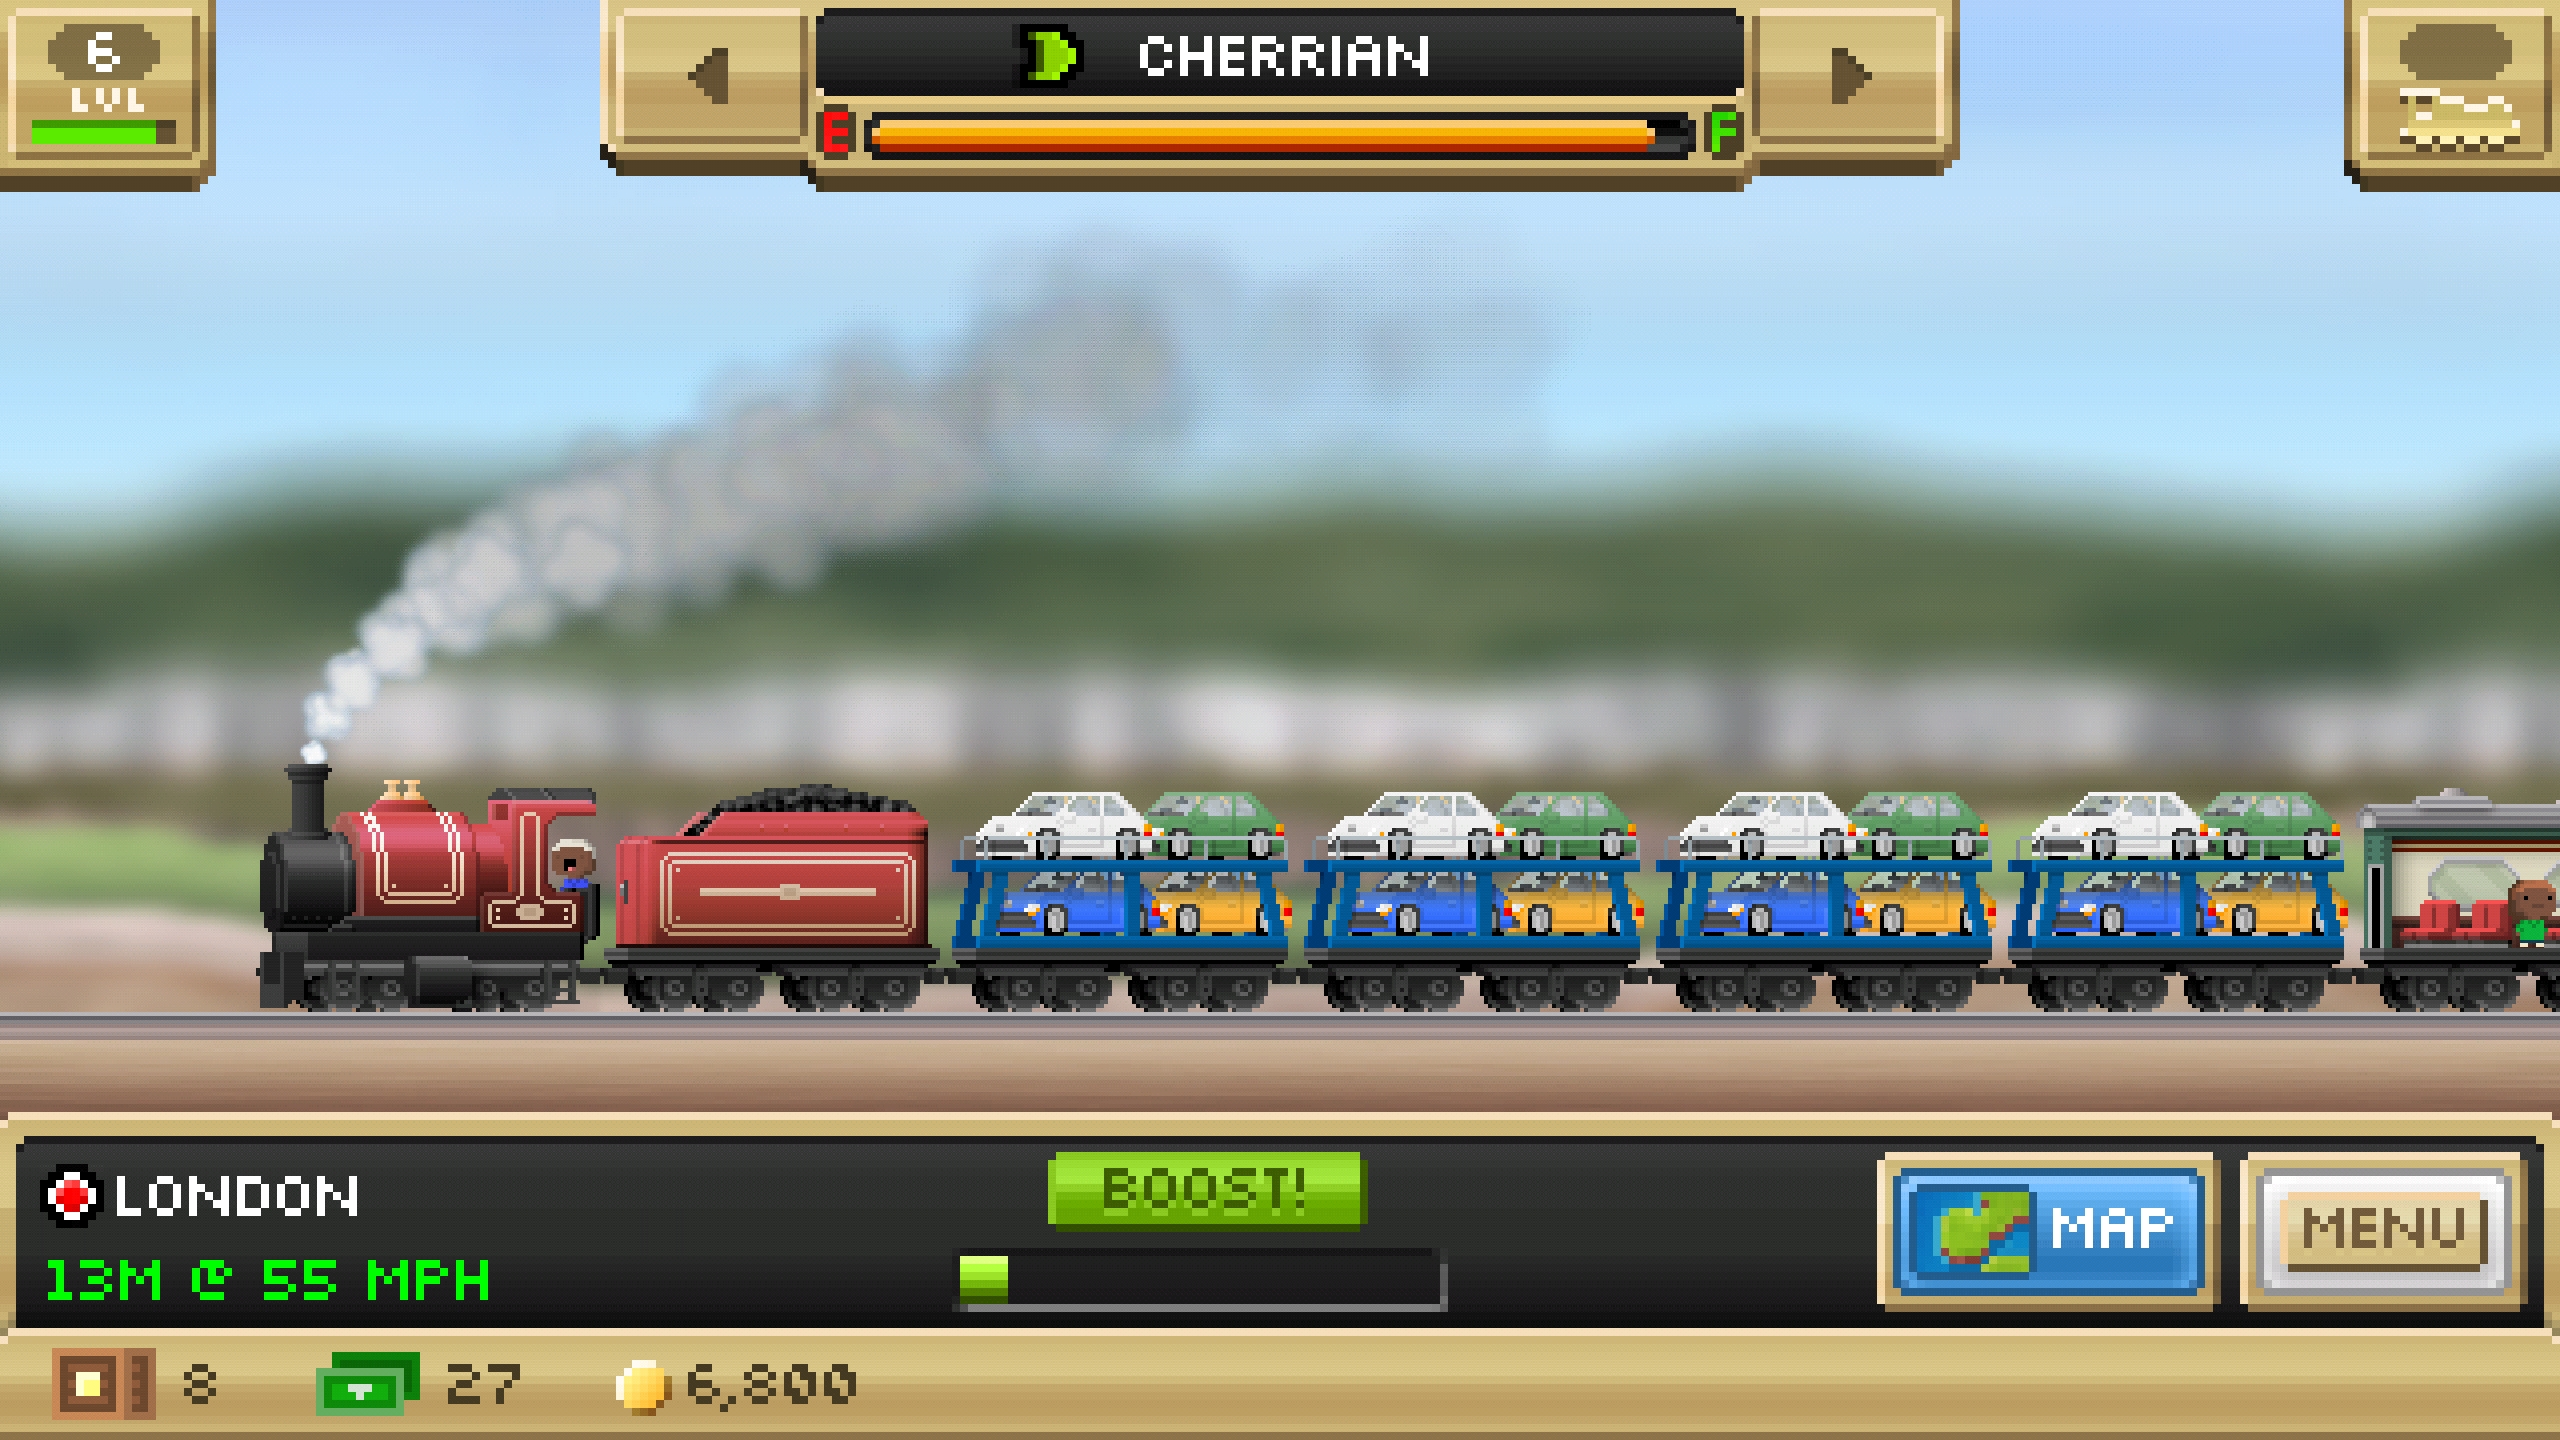 6
LVL
CHERRIAN
E F
BOOST!
LONDON
13M @ 55 MPH
MAP
MENU
8 27 6,800